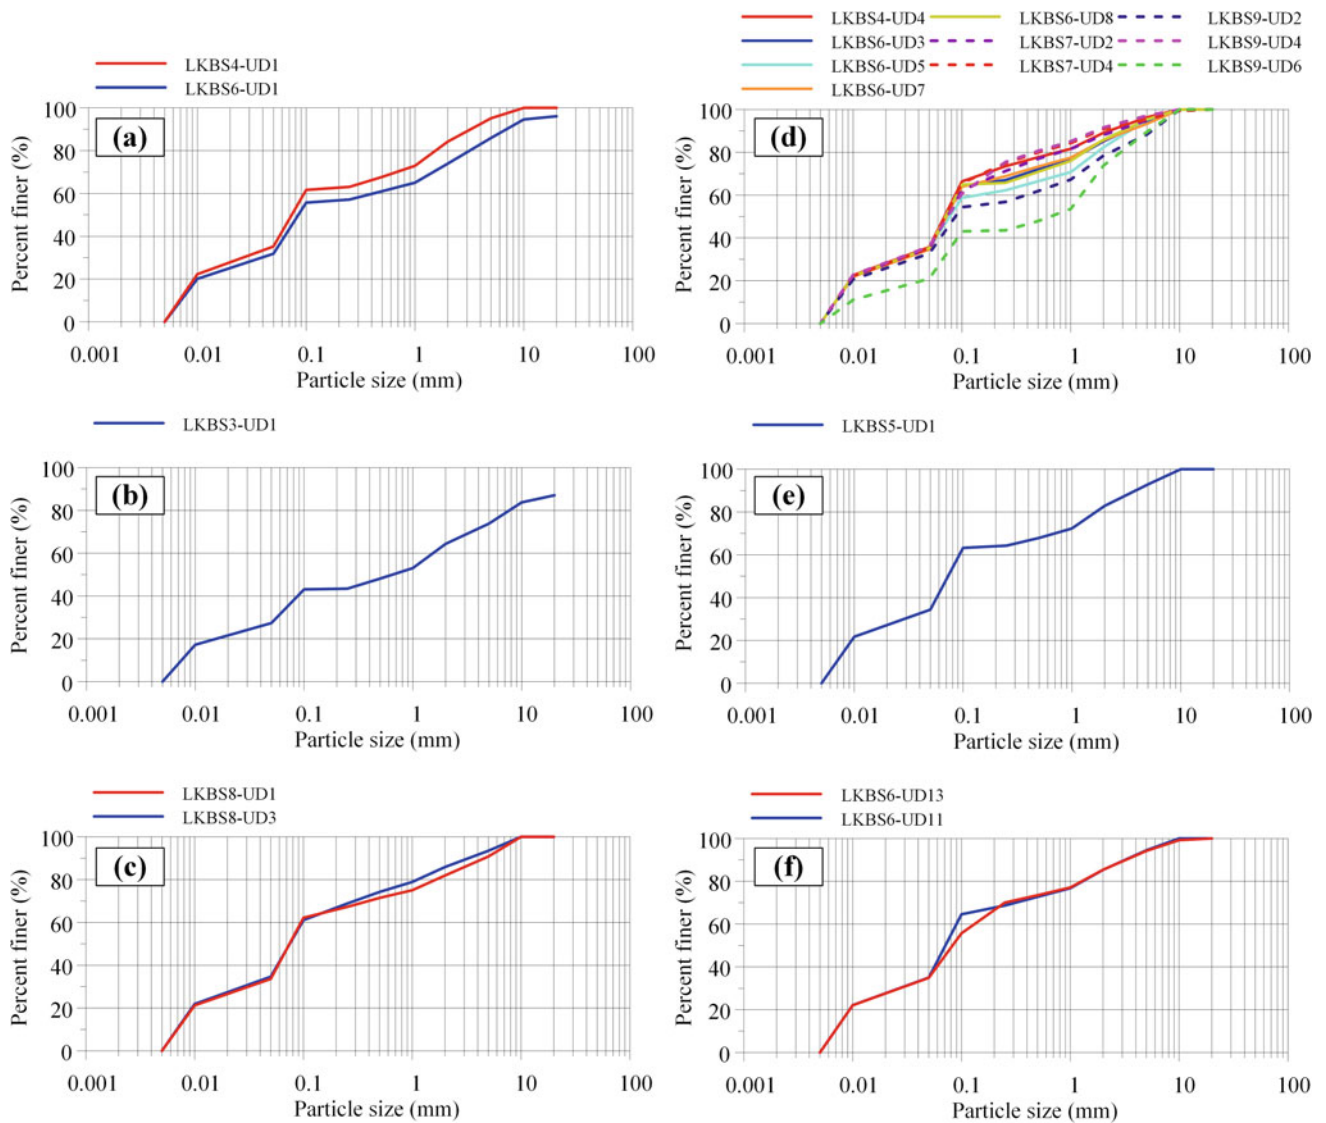 LKBS4-UD1
LKBS6-UD1
100
80
60
40
20
0
Percent finer (%)
(a)
0.001 0.01 0.1 1 10 100
Particle size (mm)
LKBS4-UD4 LKBS6-UD8 LKBS9-UD2
LKBS6-UD3 LKBS7-UD2 LKBS9-UD4
LKBS6-UD5 LKBS7-UD4 LKBS9-UD6
LKBS6-UD7
100
80
60
40
20
0
Percent finer (%)
(d)
0.001 0.01 0.1 1 10 100
Particle size (mm)
LKBS3-UD1
100
80
60
40
20
0
Percent finer (%)
(b)
0.001 0.01 0.1 1 10 100
Particle size (mm)
LKBS5-UD1
100
80
60
40
20
0
Percent finer (%)
(e)
0.001 0.01 0.1 1 10 100
Particle size (mm)
LKBS8-UD1
LKBS8-UD3
100
80
60
40
20
0
Percent finer (%)
(c)
0.001 0.01 0.1 1 10 100
Particle size (mm)
LKBS6-UD13
LKBS6-UD11
100
80
60
40
20
0
Percent finer (%)
(f)
0.001 0.01 0.1 1 10 100
Particle size (mm)